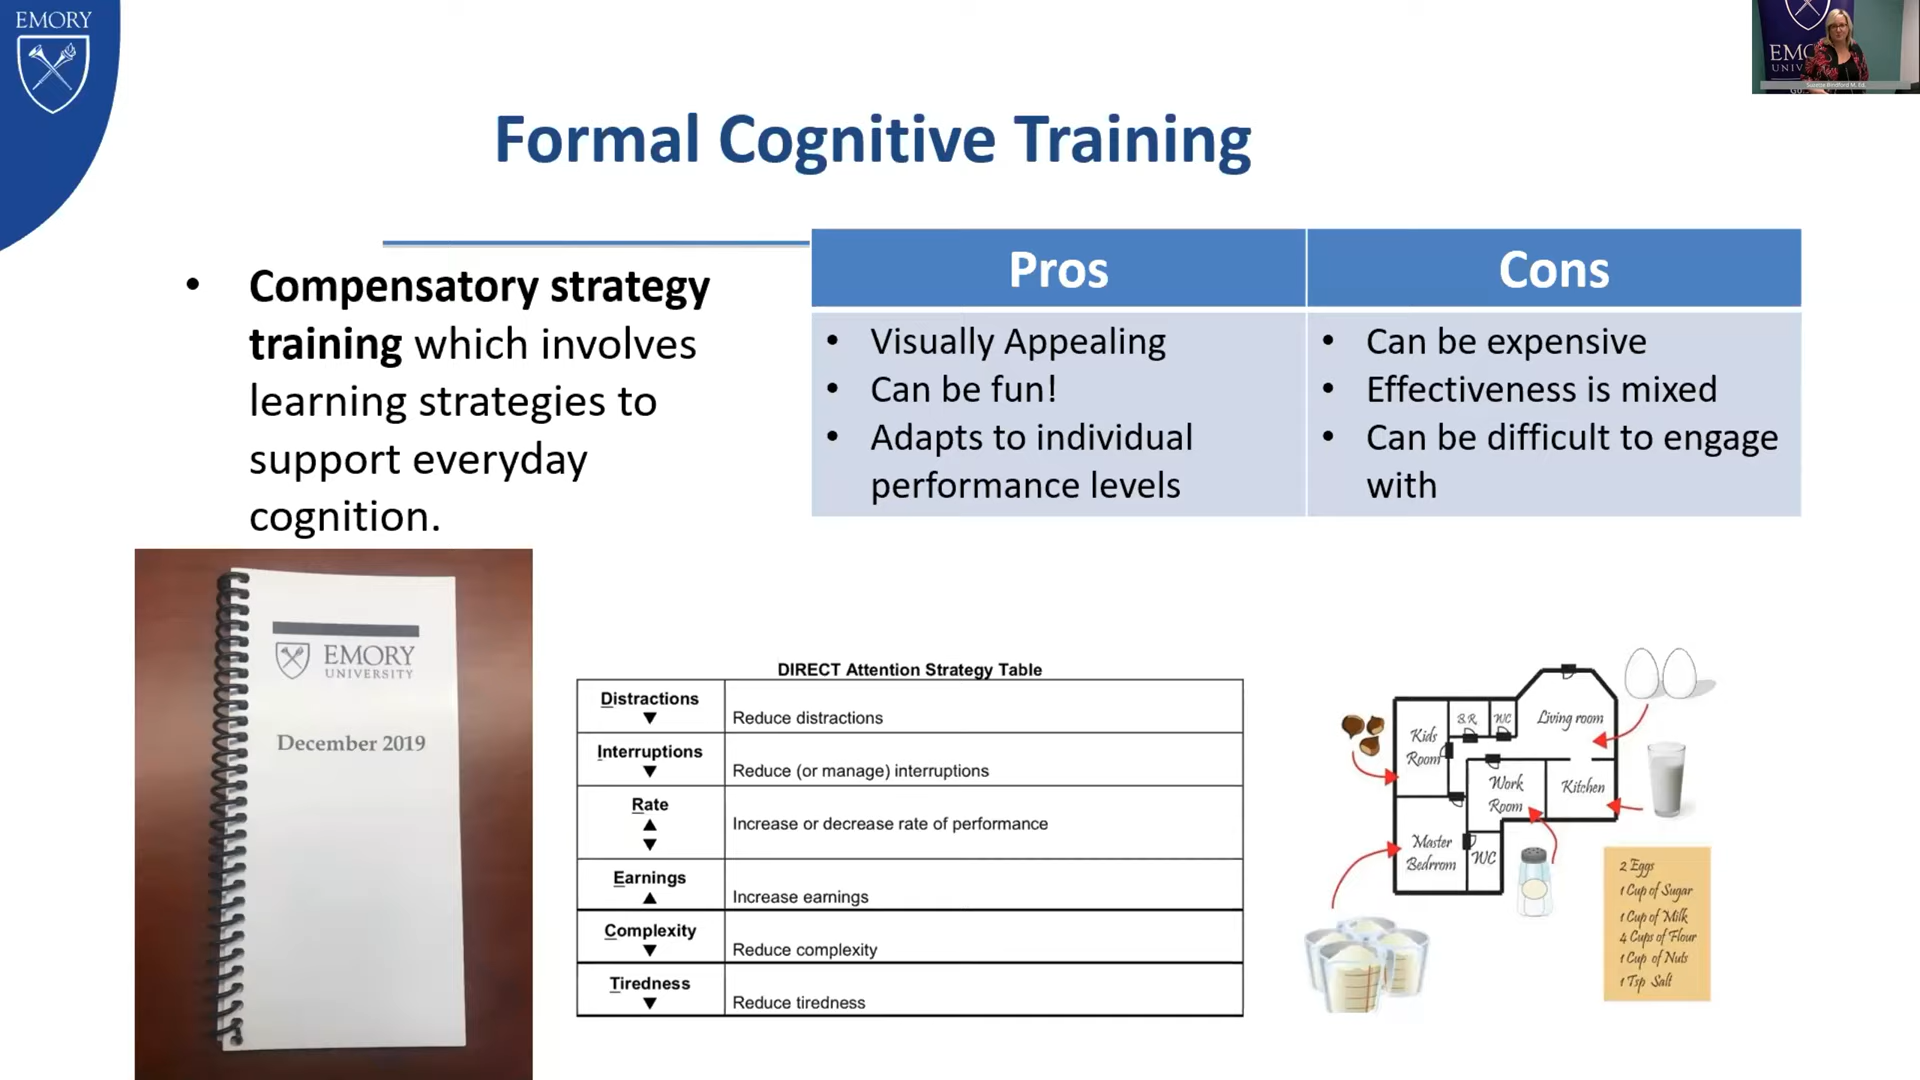 EMORY
Formal Cognitive Training
• Compensatory strategy
training which involves
learning strategies to
support everyday
cognition.
Pros
• Visually Appealing
• Can be fun!
• Adapts to individual
performance levels
Cons
• Can be expensive
• Effectiveness is mixed
• Can be difficult to engage
with
EMORY
UNIVERSITY
December 2019
DIRECT Attention Strategy Table
Distractions
▼
Reduce distractions
Interruptions
▼
Reduce (or manage) interruptions
Rate
▲
▼
Increase or decrease rate of performance
Earnings
▲
Increase earnings
Complexity
▼
Reduce complexity
Tiredness
▼
Reduce tiredness
Kids
Room
B.R.
WC
Living room
Work
Room
Kitchen
Master
Bedrrom
WC
2 Eggs
1 Cup of Sugar
1 Cup of Milk
4 Cups of Flour
1 Cup of Nuts
1 Tsp Salt